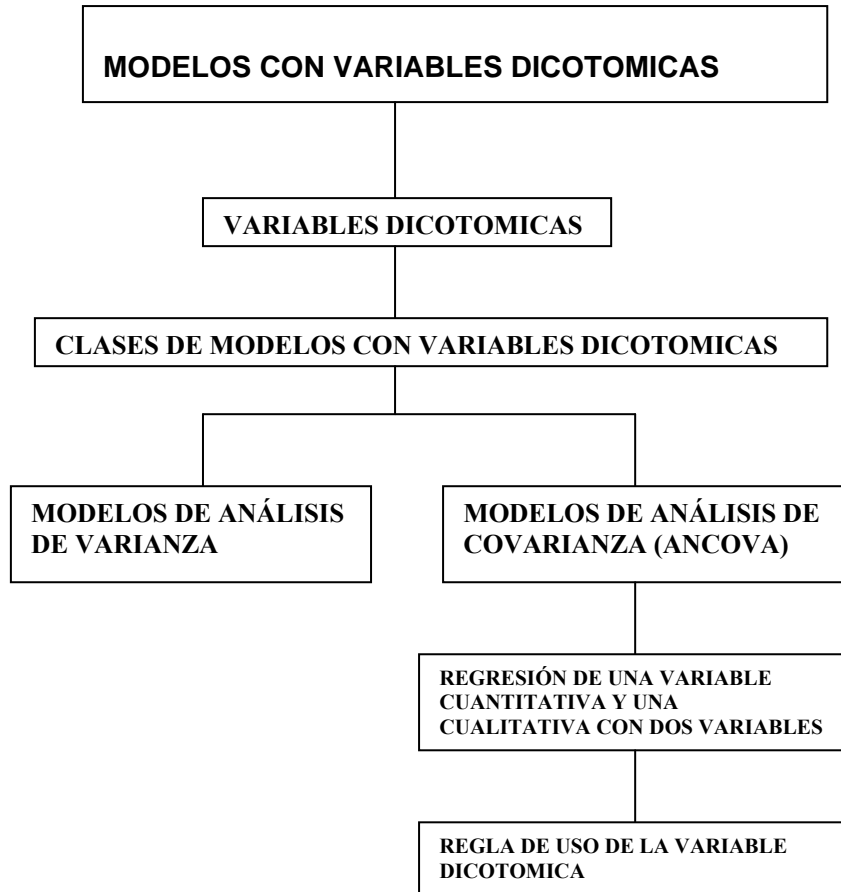 MODELOS CON VARIABLES DICOTOMICAS
VARIABLES DICOTOMICAS
CLASES DE MODELOS CON VARIABLES DICOTOMICAS
MODELOS DE ANÁLISIS
DE VARIANZA
MODELOS DE ANÁLISIS DE
COVARIANZA (ANCOVA)
REGRESIÓN DE UNA VARIABLE
CUANTITATIVA Y UNA
CUALITATIVA CON DOS VARIABLES
REGLA DE USO DE LA VARIABLE
DICOTOMICA